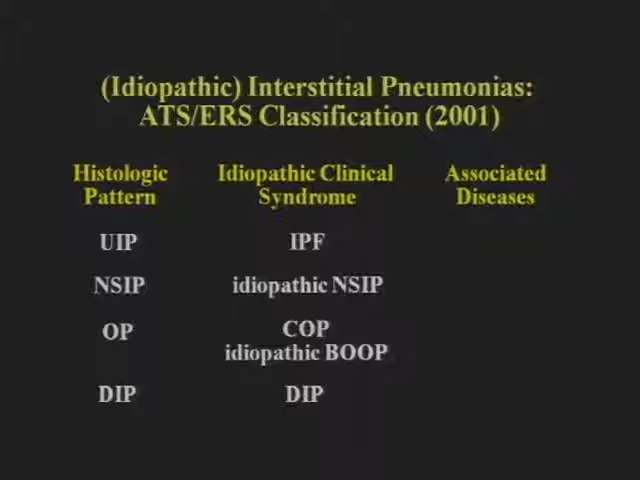 (Idiopathic) Interstitial Pneumonias:
ATS/ERS Classification (2001)
Histologic Pattern
Idiopathic Clinical Syndrome
Associated Diseases
UIP IPF
NSIP idiopathic NSIP
OP COP
idiopathic BOOP
DIP DIP